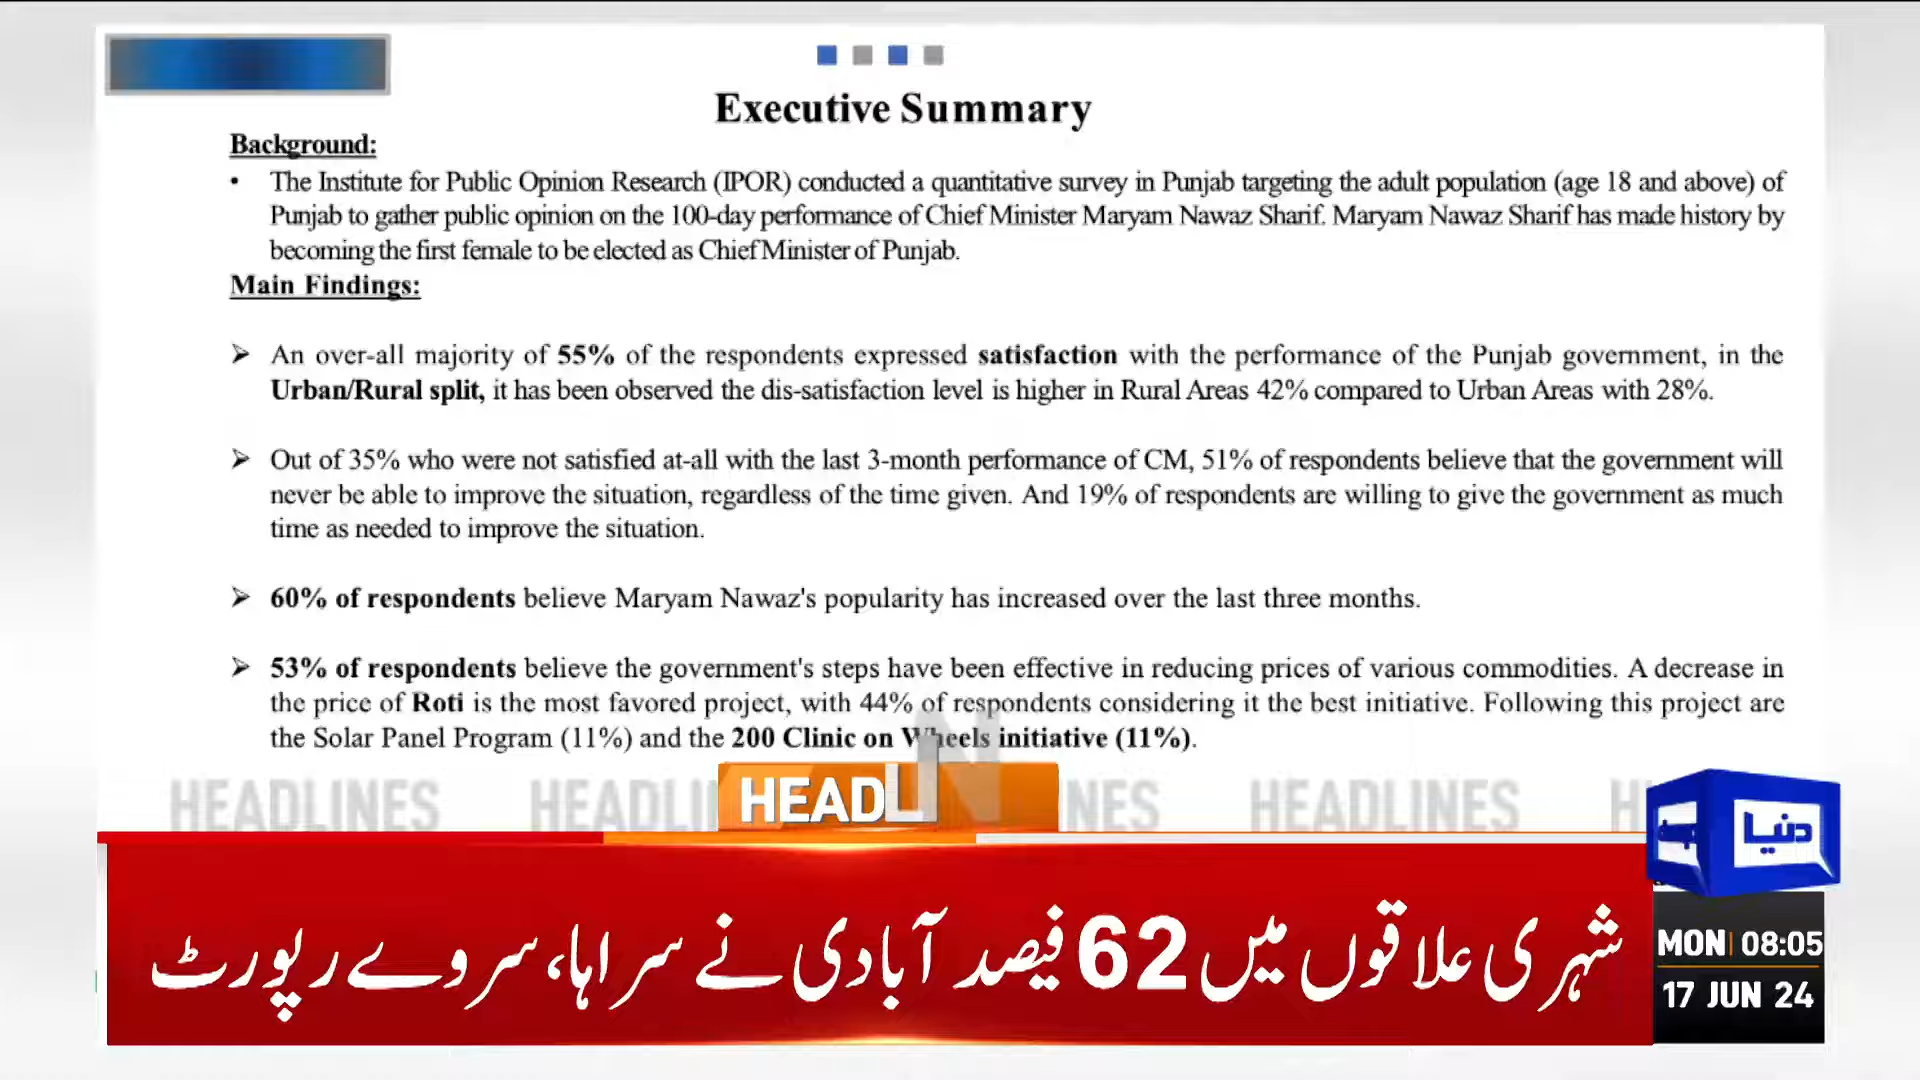 Executive Summary
Background:
• The Institute for Public Opinion Research (IPOR) conducted a quantitative survey in Punjab targeting the adult population (age 18 and above) of
Punjab to gather public opinion on the 100-day performance of Chief Minister Maryam Nawaz Sharif. Maryam Nawaz Sharif has made history by
becoming the first female to be elected as Chief Minister of Punjab.
Main Findings:
➢ An over-all majority of 55% of the respondents expressed satisfaction with the performance of the Punjab government, in the
Urban/Rural split, it has been observed the dis-satisfaction level is higher in Rural Areas 42% compared to Urban Areas with 28%.
➢ Out of 35% who were not satisfied at-all with the last 3-month performance of CM, 51% of respondents believe that the government will
never be able to improve the situation, regardless of the time given. And 19% of respondents are willing to give the government as much
time as needed to improve the situation.
➢ 60% of respondents believe Maryam Nawaz's popularity has increased over the last three months.
➢ 53% of respondents believe the government's steps have been effective in reducing prices of various commodities. A decrease in
the price of Roti is the most favored project, with 44% of respondents considering it the best initiative. Following this project are
the Solar Panel Program (11%) and the 200 Clinic on Wheels initiative (11%).
HEADLINES HEADLI NES HEADLINES H
HEADLIN
دنیا
شہری علاقوں میں 62 فیصد آبادی نے سراہا، سروے رپورٹ
MON 08:05
17 JUN 24